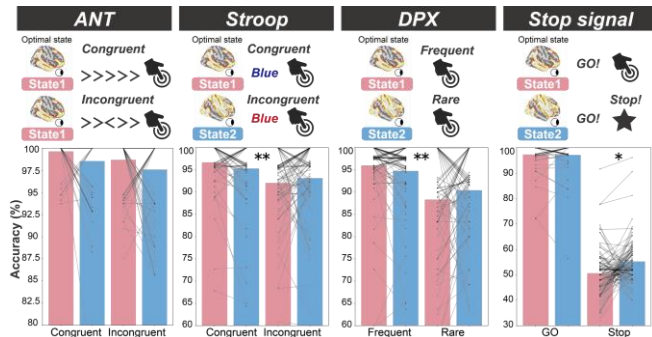 ANT
Optimal state
Congruent
State1
> > > > >
Incongruent
State1
> > < > >
Accuracy (%)
100
97.5
95
92.5
90
87.5
85
82.5
80
Congruent Incongruent
Stroop
Optimal state
Congruent
Blue
State1
Incongruent
Blue
State2
**
100
95
90
85
80
75
70
65
60
Congruent Incongruent
DPX
Optimal state
Frequent
State1
Rare
State2
**
100
95
90
85
80
75
70
65
60
Frequent Rare
Stop signal
Optimal state
GO!
State1
Stop!
GO!
State2
*
100
90
80
70
60
50
40
30
GO Stop